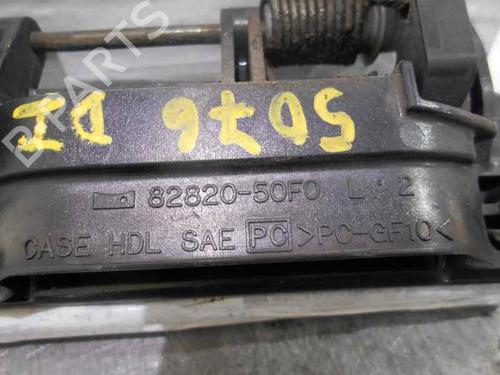 B-PARTS
5076 DI
82820-50F0 L 2
CASE HDL SAE PC >PC-GF10<